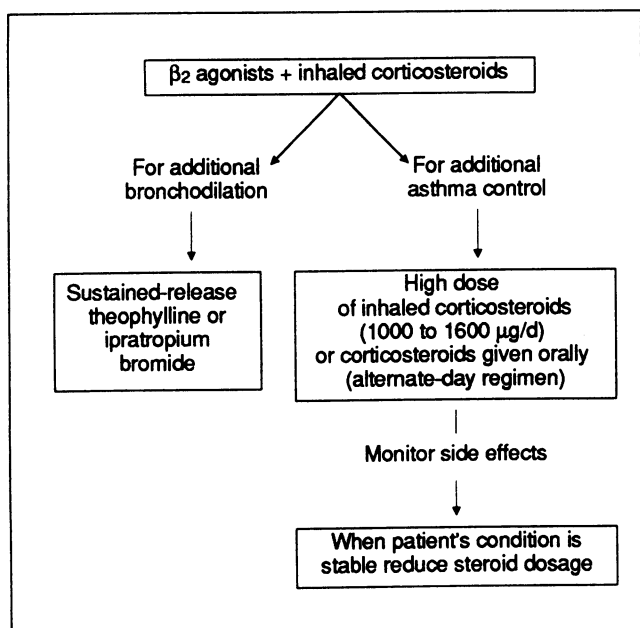 β2 agonists + inhaled corticosteroids
For additional
bronchodilation
For additional
asthma control
Sustained-release
theophylline or
ipratropium
bromide
High dose
of inhaled corticosteroids
(1000 to 1600 µg/d)
or corticosteroids given orally
(alternate-day regimen)
Monitor side effects
When patient's condition is
stable reduce steroid dosage